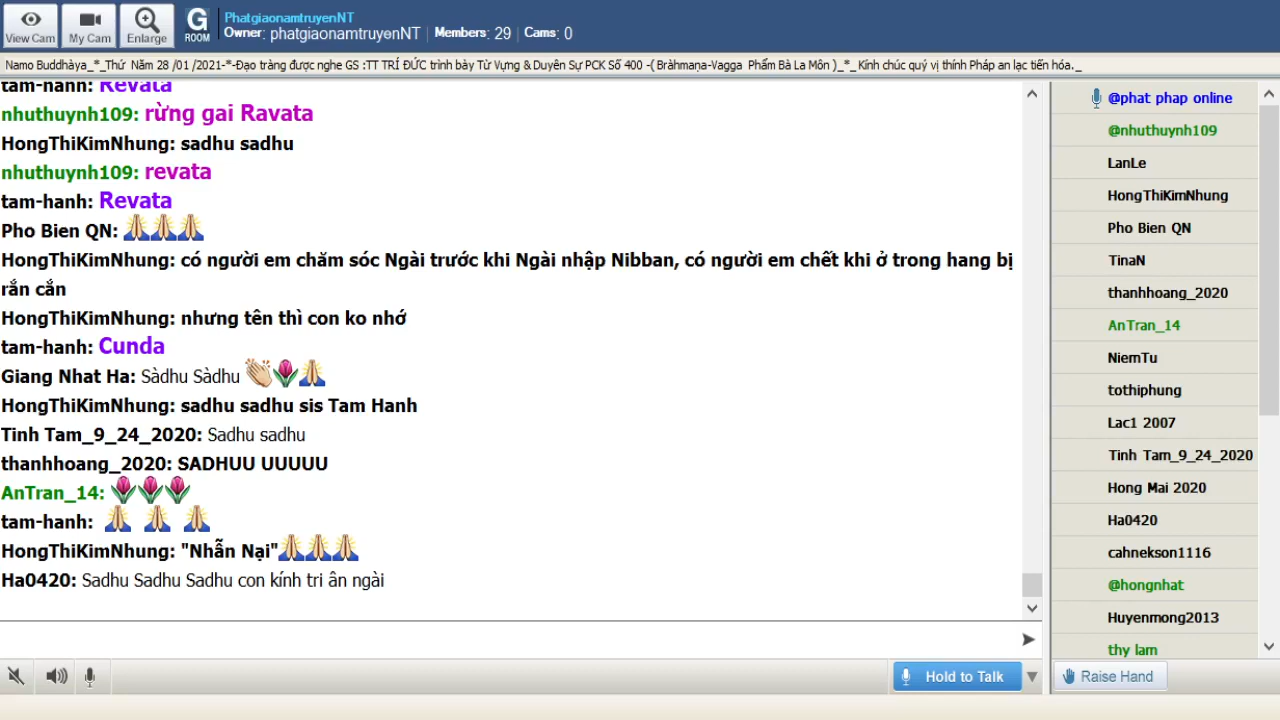 View Cam
My Cam
Enlarge
G
ROOM
PhatgiaonamtruyenNT
Owner: phatgiaonamtruyenNT Members: 29 Cams: 0
Namo Buddhàya_*_Thứ Năm 28 /01 /2021-*-Đạo tràng được nghe GS :TT TRÍ ĐỨC trình bày Từ Vựng & Duyên Sự PCK Số 400 -( Bràhmaṇa-Vagga Phẩm Bà La Môn )_*_ Kính chúc quý vị thính Pháp an lạc tiến hóa._
tam-hanh: Revata
nhuthuynh109: rừng gai Ravata
HongThiKimNhung: sadhu sadhu
nhuthuynh109: revata
tam-hanh: Revata
Pho Bien QN:
HongThiKimNhung: có người em chăm sóc Ngài trước khi Ngài nhập Nibban, có người em chết khi ở trong hang bị
rắn cắn
HongThiKimNhung: nhưng tên thì con ko nhớ
tam-hanh: Cunda
Giang Nhat Ha: Sàdhu Sàdhu
HongThiKimNhung: sadhu sadhu sis Tam Hanh
Tinh Tam_9_24_2020: Sadhu sadhu
thanhhoang_2020: SADHUU UUUUU
AnTran_14:
tam-hanh:
HongThiKimNhung: "Nhẫn Nại"
Ha0420: Sadhu Sadhu Sadhu con kính tri ân ngài
@phat phap online
@nhuthuynh109
LanLe
HongThiKimNhung
Pho Bien QN
TinaN
thanhhoang_2020
AnTran_14
NiemTu
tothiphung
Lac1 2007
Tinh Tam_9_24_2020
Hong Mai 2020
Ha0420
cahnekson1116
@hongnhat
Huyenmong2013
thy lam
Hold to Talk
Raise Hand